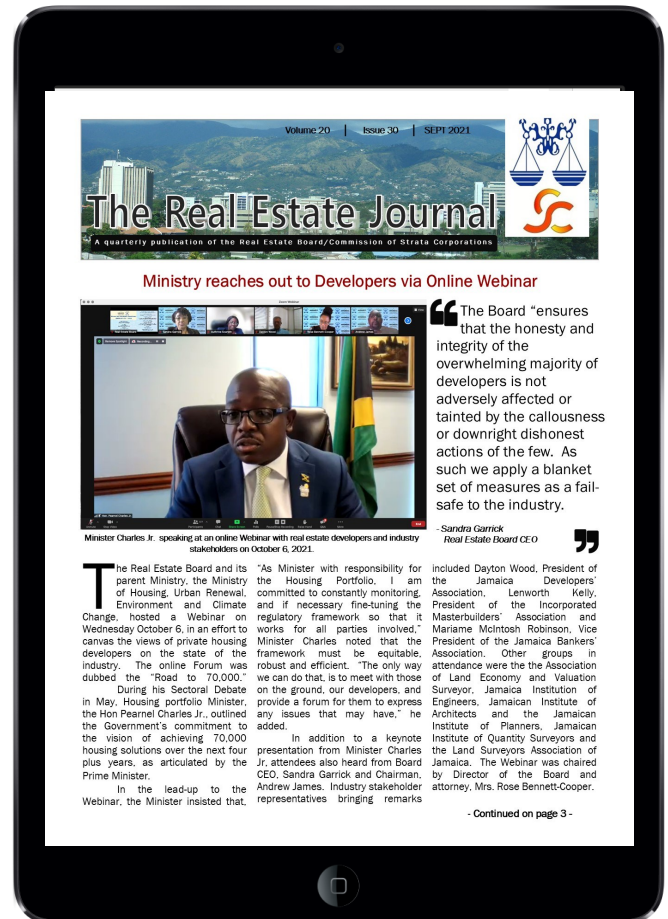 Volume 20 | Issue 30 | SEPT 2021
The Real Estate Journal
A quarterly publication of the Real Estate Board/Commission of Strata Corporations
Ministry reaches out to Developers via Online Webinar
“ The Board “ensures
that the honesty and
integrity of the
overwhelming majority of
developers is not
adversely affected or
tainted by the callousness
or downright dishonest
actions of the few. As
such we apply a blanket
set of measures as a fail-
safe to the industry.
- Sandra Garrick
Real Estate Board CEO ”
Minister Charles Jr. speaking at an online Webinar with real estate developers and industry
stakeholders on October 6, 2021.
The Real Estate Board and its
parent Ministry, the Ministry
of Housing, Urban Renewal,
Environment and Climate
Change, hosted a Webinar on
Wednesday October 6, in an effort to
canvas the views of private housing
developers on the state of the
industry. The online Forum was
dubbed the “Road to 70,000.”
During his Sectoral Debate
in May, Housing portfolio Minister,
the Hon Pearnel Charles Jr., outlined
the Government’s commitment to
the vision of achieving 70,000
housing solutions over the next four
plus years, as articulated by the
Prime Minister.
In the lead-up to the
Webinar, the Minister insisted that,
“As Minister with responsibility for
the Housing Portfolio, I am
committed to constantly monitoring,
and if necessary fine-tuning the
regulatory framework so that it
works for all parties involved,”
Minister Charles noted that the
framework must be equitable,
robust and efficient. “The only way
we can do that, is to meet with those
on the ground, our developers, and
provide a forum for them to express
any issues that may have,” he
added.
In addition to a keynote
presentation from Minister Charles
Jr, attendees also heard from Board
CEO, Sandra Garrick and Chairman,
Andrew James. Industry stakeholder
representatives bringing remarks
included Dayton Wood, President of
the Jamaica Developers’
Association, Lenworth Kelly,
President of the Incorporated
Masterbuilders’ Association and
Mariame McIntosh Robinson, Vice
President of the Jamaica Bankers’
Association. Other groups in
attendance were the the Association
of Land Economy and Valuation
Surveyor, Jamaica Institution of
Engineers, Jamaican Institute of
Architects and the Jamaican
Institute of Planners, Jamaican
Institute of Quantity Surveyors and
the Land Surveyors Association of
Jamaica. The Webinar was chaired
by Director of the Board and
attorney, Mrs. Rose Bennett-Cooper.
- Continued on page 3 -